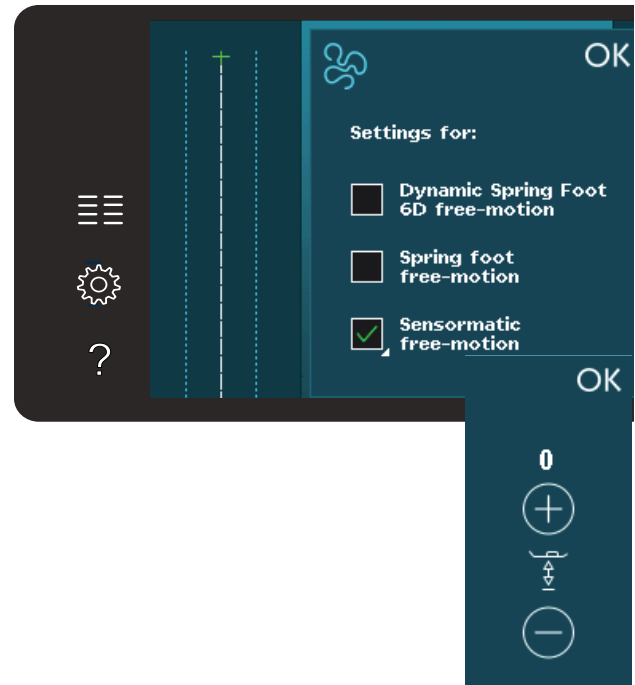 OK
Settings for:
Dynamic Spring Foot
6D free-motion
Spring foot
free-motion
Sensormatic
free-motion
?
OK
0